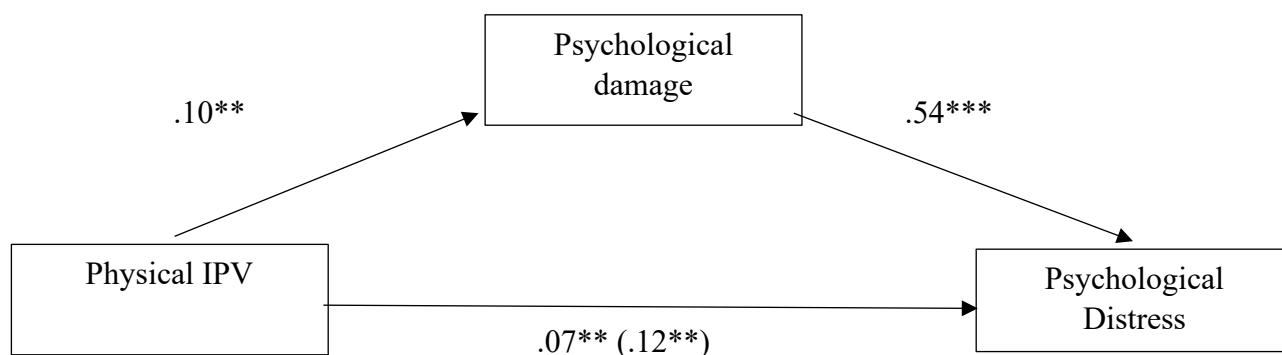 Psychological
damage
.10**
.54***
Physical IPV
Psychological
Distress
.07** (.12**)